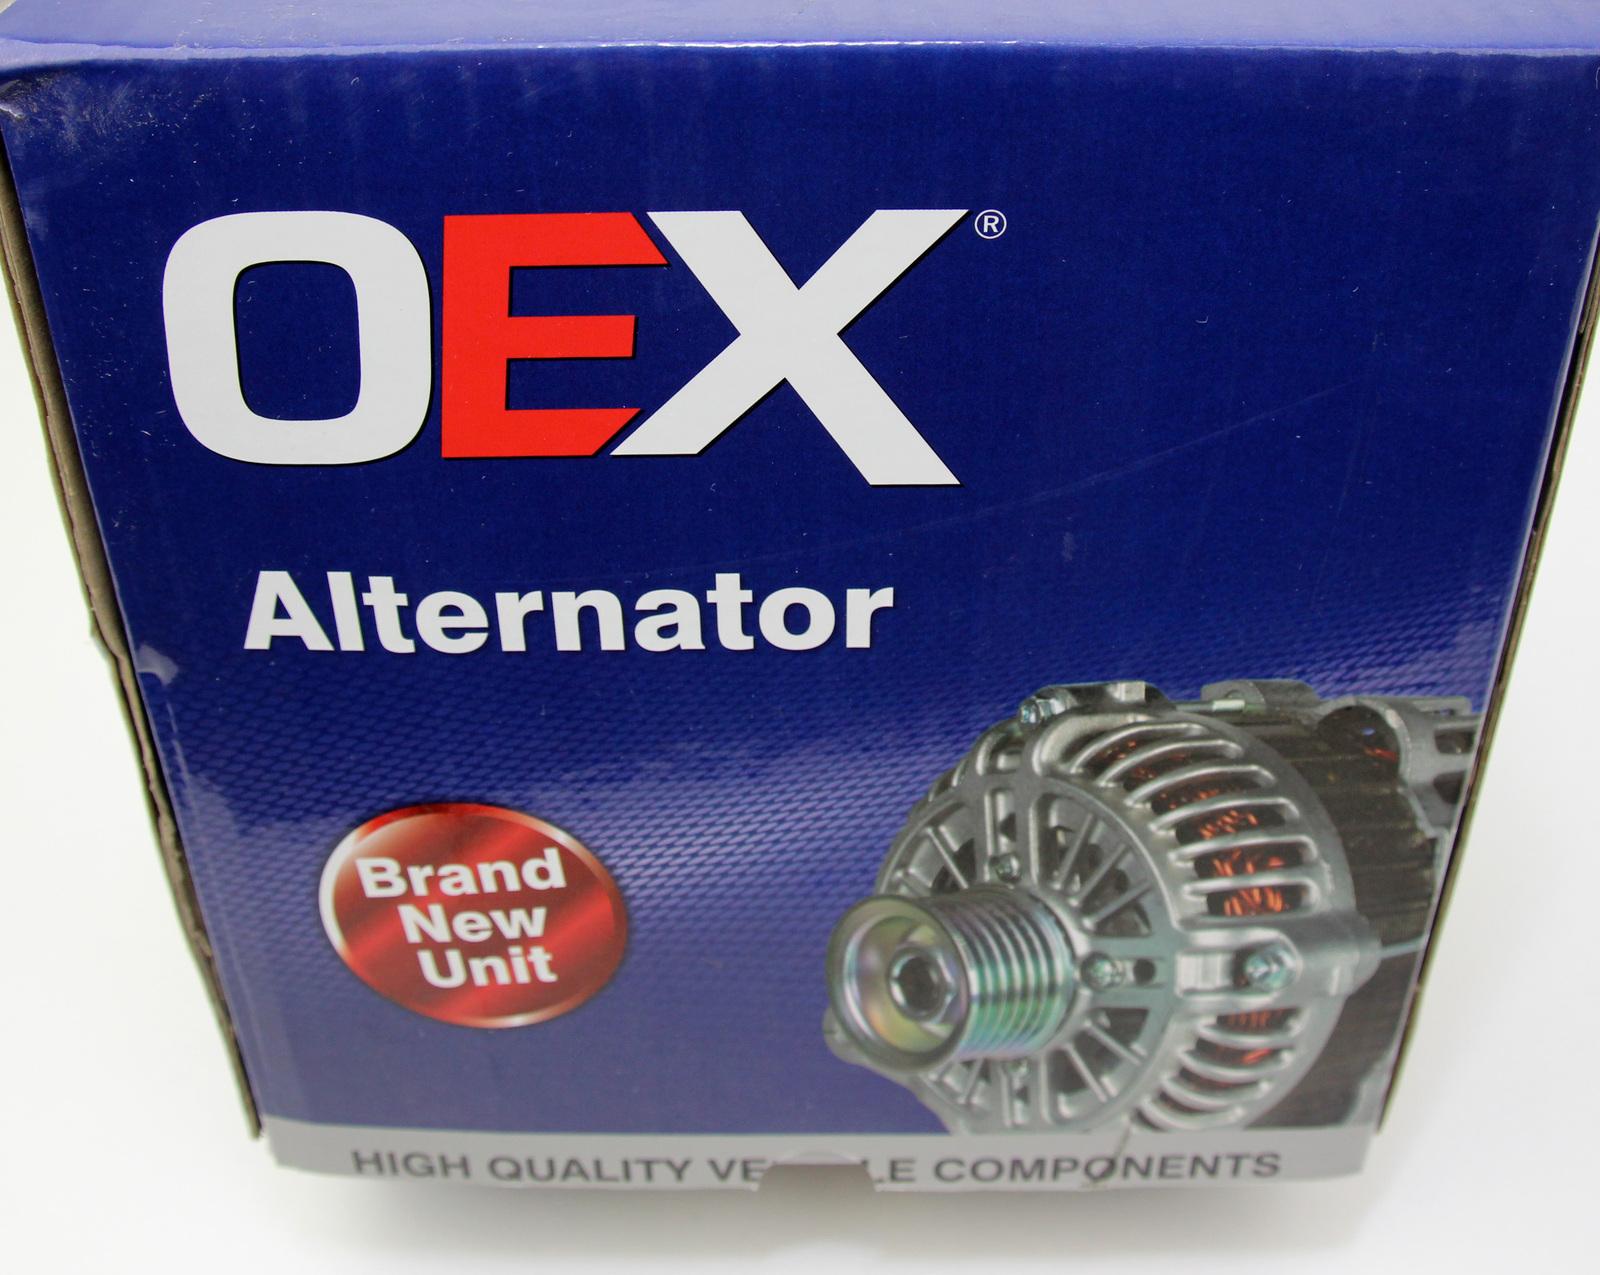 OEX®
Alternator
Brand
New
Unit
HIGH QUALITY COMPONENTS